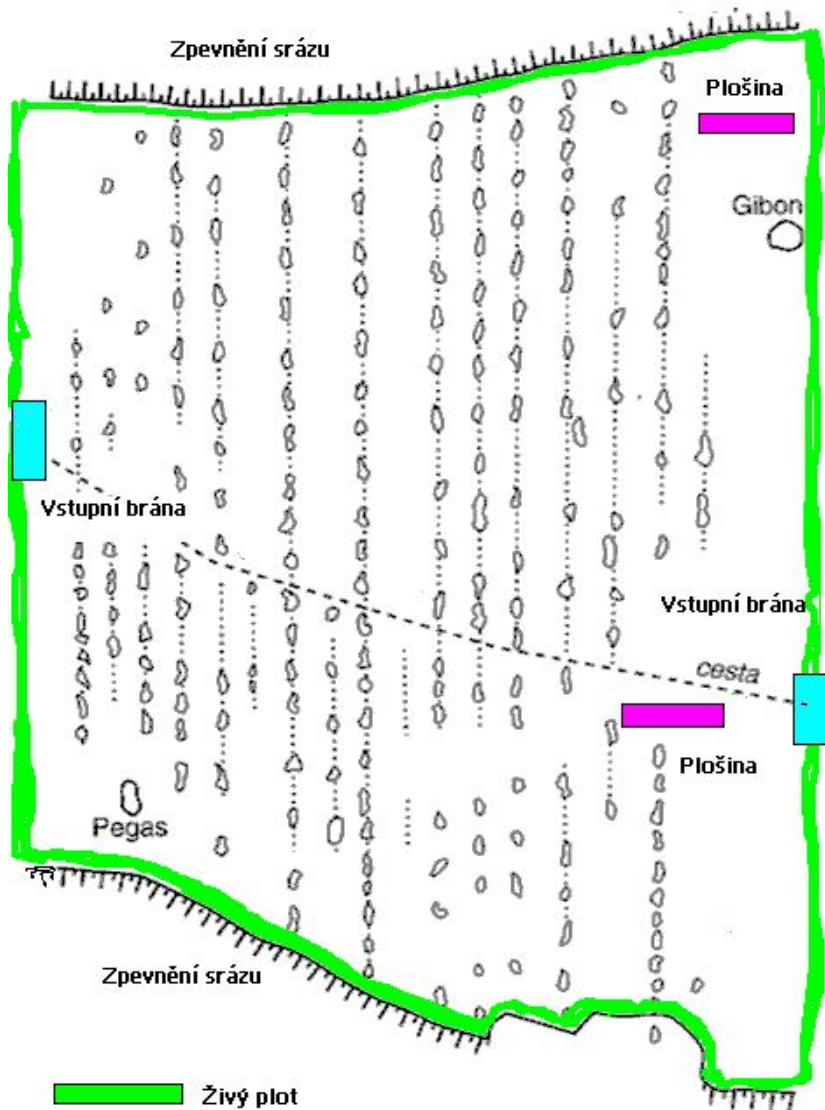 Zpevnění srázu
Plošina
Gibon
Vstupní brána
Vstupní brána
cesta
Plošina
Pegas
Zpevnění srázu
Živý plot